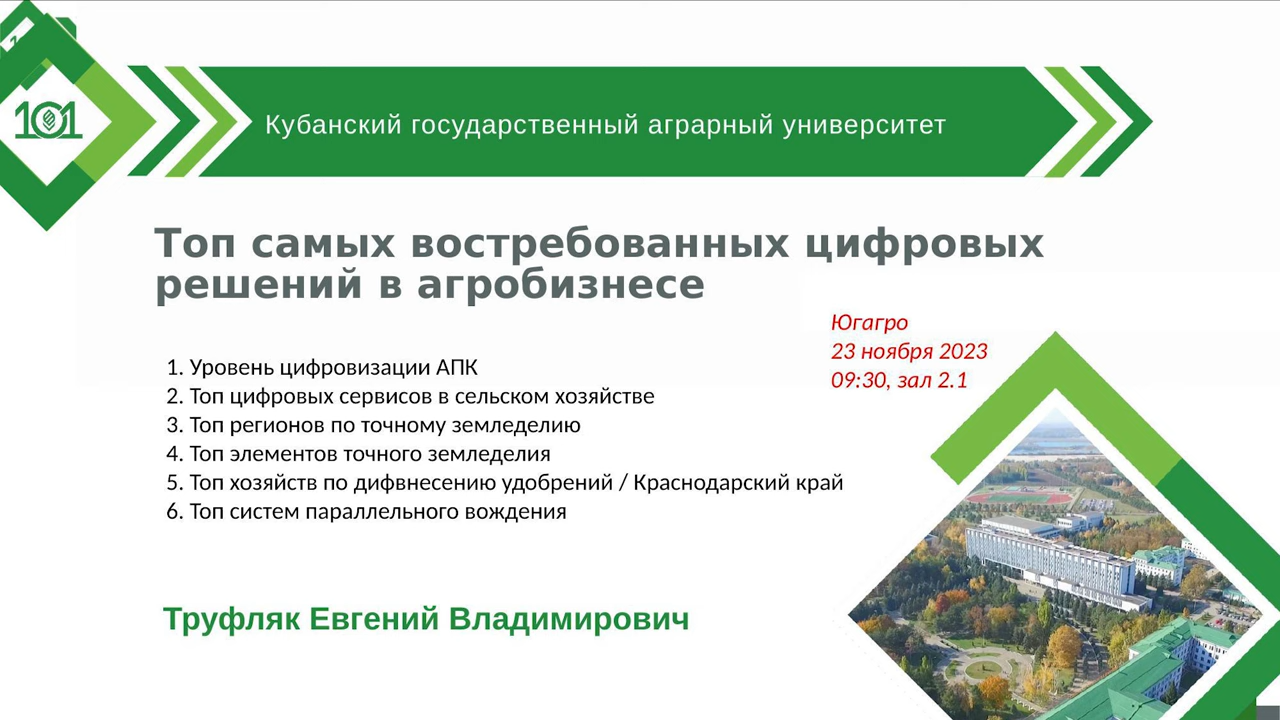 101
Кубанский государственный аграрный университет
Топ самых востребованных цифровых
решений в агробизнесе
Югагро
23 ноября 2023
09:30, зал 2.1
1. Уровень цифровизации АПК
2. Топ цифровых сервисов в сельском хозяйстве
3. Топ регионов по точному земледелию
4. Топ элементов точного земледелия
5. Топ хозяйств по дифвнесению удобрений / Краснодарский край
6. Топ систем параллельного вождения
Труфляк Евгений Владимирович